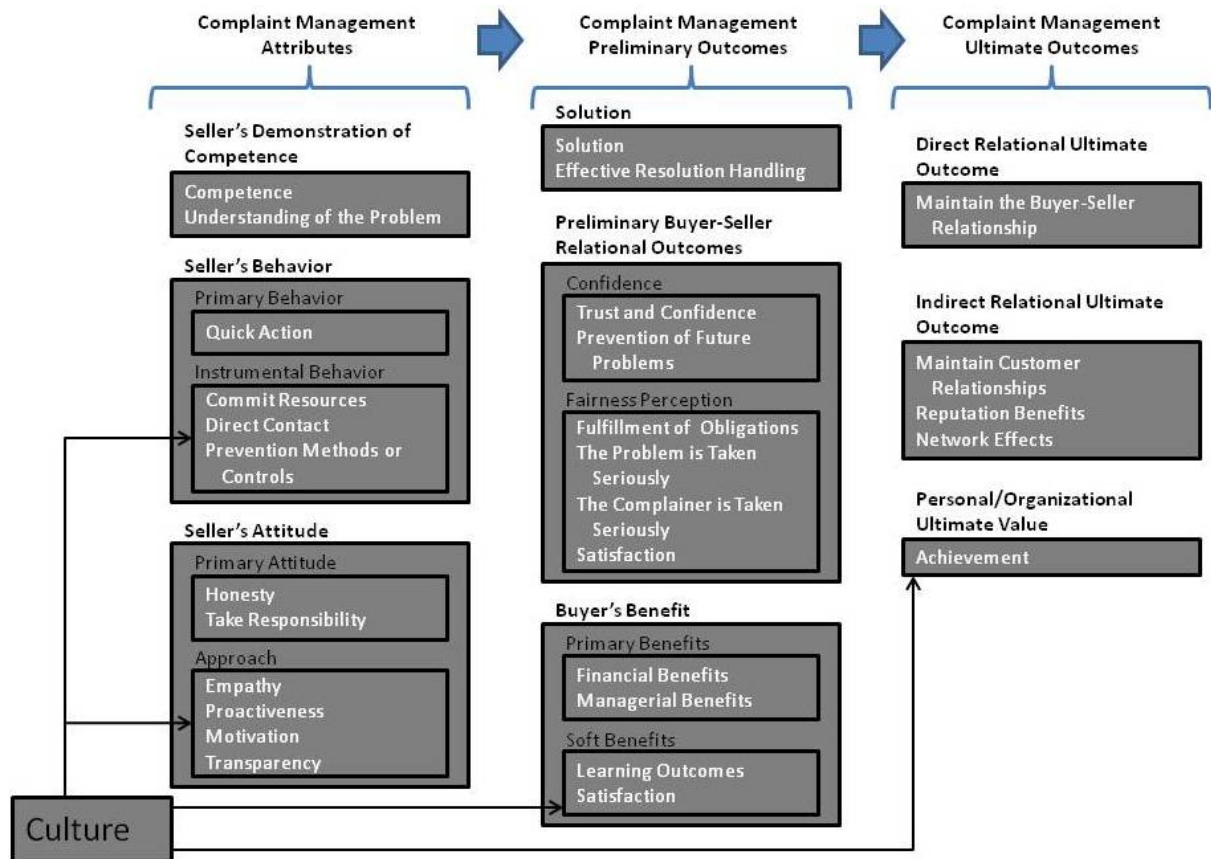 Complaint Management
Attributes
Complaint Management
Preliminary Outcomes
Complaint Management
Ultimate Outcomes
Seller's Demonstration of
Competence
Competence
Understanding of the Problem
Seller's Behavior
Primary Behavior
Quick Action
Instrumental Behavior
Commit Resources
Direct Contact
Prevention Methods or
Controls
Seller's Attitude
Primary Attitude
Honesty
Take Responsibility
Approach
Empathy
Proactiveness
Motivation
Transparency
Culture
Solution
Solution
Effective Resolution Handling
Preliminary Buyer-Seller
Relational Outcomes
Confidence
Trust and Confidence
Prevention of Future
Problems
Fairness Perception
Fulfillment of Obligations
The Problem is Taken
Seriously
The Complainer is Taken
Seriously
Satisfaction
Buyer's Benefit
Primary Benefits
Financial Benefits
Managerial Benefits
Soft Benefits
Learning Outcomes
Satisfaction
Direct Relational Ultimate
Outcome
Maintain the Buyer-Seller
Relationship
Indirect Relational Ultimate
Outcome
Maintain Customer
Relationships
Reputation Benefits
Network Effects
Personal/Organizational
Ultimate Value
Achievement